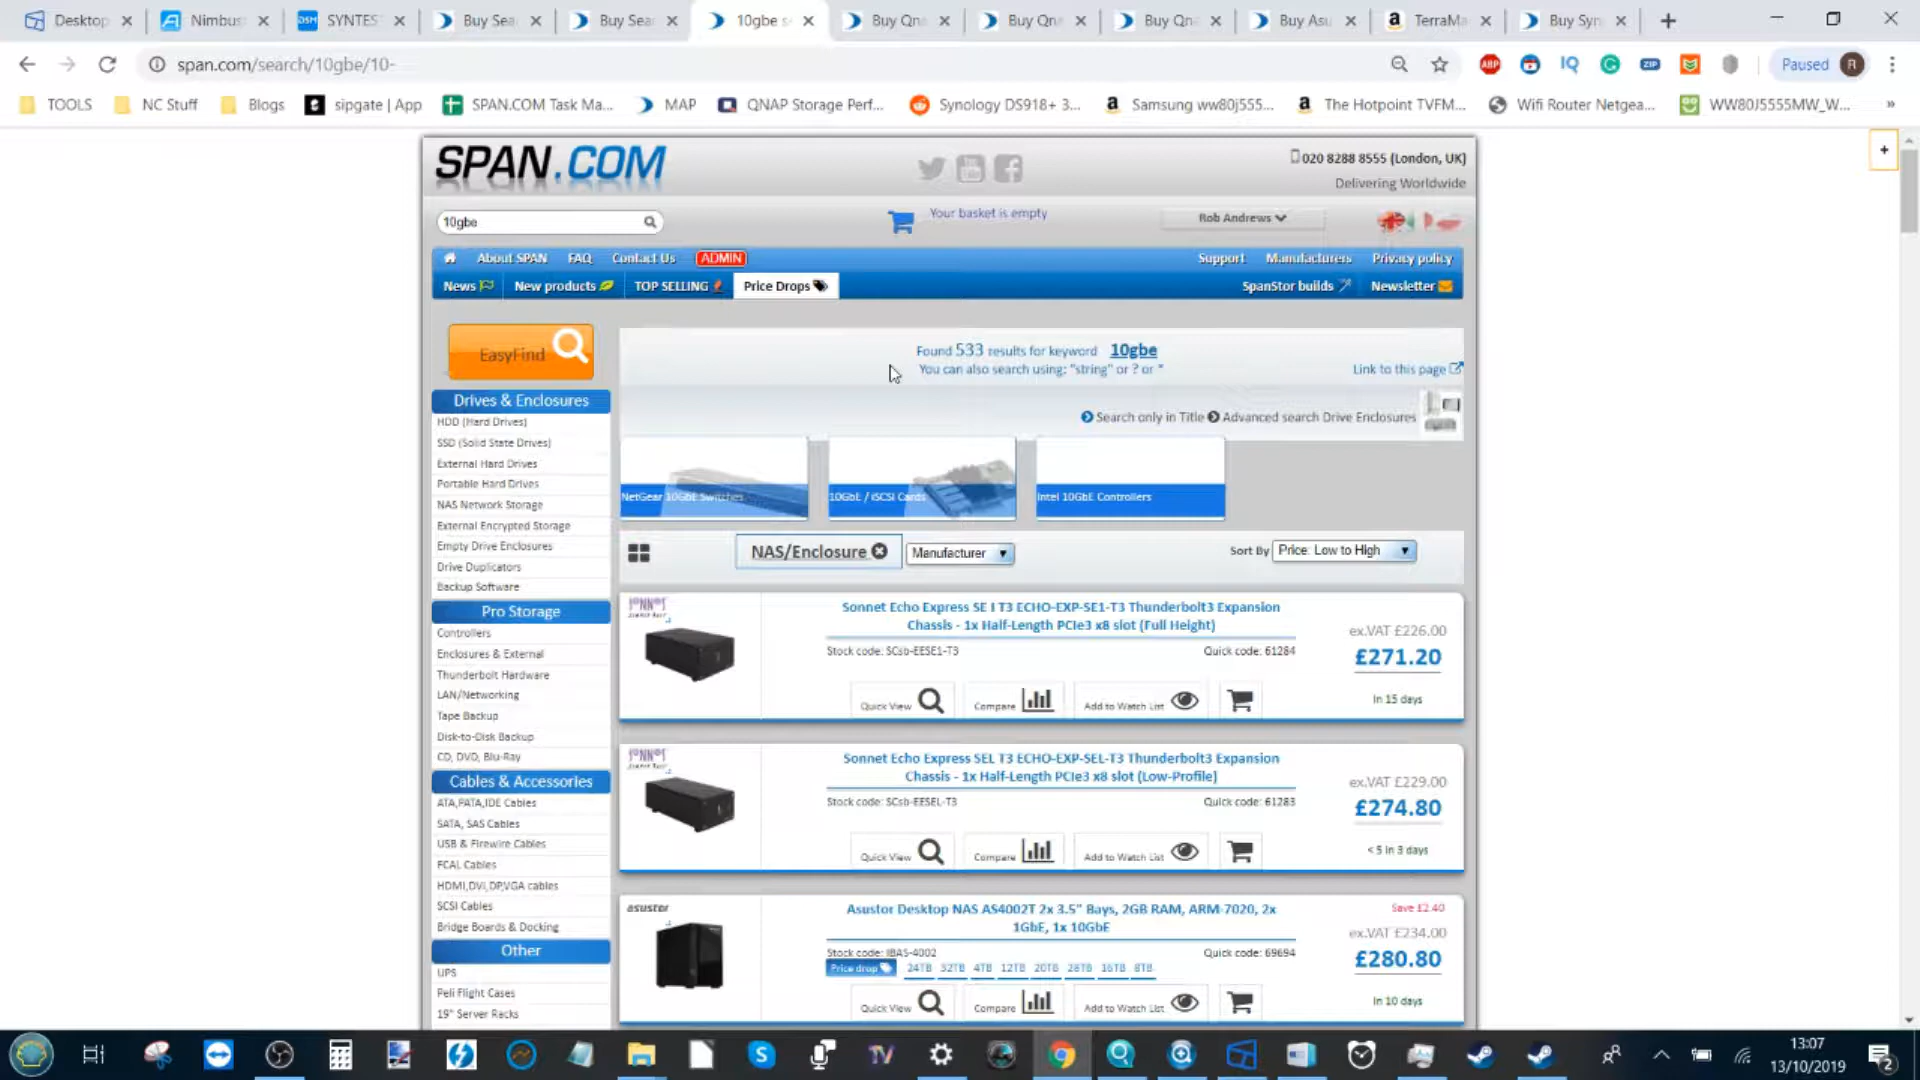 Desktop
Nimbus
DSM SYNTES
Buy Sea
Buy Sea
10gbe s
Buy Qn
Buy Qn
Buy Qn
Buy Asu
TerraMa
Buy Syn
span.com/search/10gbe/10-
ABP
IQ
ZIP
Paused R
TOOLS
NC Stuff
Blogs
sipgate | App
SPAN.COM Task Ma...
MAP
QNAP Storage Perf...
Synology DS918+ 3...
Samsung ww80j555...
The Hotpoint TVFM...
Wifi Router Netgea...
WW80J5555MW_W...
SPAN.COM
020 8288 8555 (London, UK)
Delivering Worldwide
10gbe
Your basket is empty
Rob Andrews
About SPAN FAQ Contact Us ADMIN
Support Manufacturers Privacy policy
News New products TOP SELLING Price Drops
SpanStor builds Newsletter
EasyFind
Found 533 results for keyword 10gbe
You can also search using: "string" or ? or *
Link to this page
Search only in Title Advanced search Drive Enclosures
NetGear 10GbE Switches
10GbE / iSCSI Cards
Intel 10GbE Controllers
NAS/Enclosure
Manufacturer
Sort By Price: Low to High
Drives & Enclosures
HDD (Hard Drives)
SSD (Solid State Drives)
External Hard Drives
Portable Hard Drives
NAS Network Storage
External Encrypted Storage
Empty Drive Enclosures
Drive Duplicators
Backup Software
Pro Storage
Controllers
Enclosures & External
Thunderbolt Hardware
LAN/Networking
Tape Backup
Disk-to-Disk Backup
CD, DVD, Blu-Ray
Cables & Accessories
ATA,PATA,IDE Cables
SATA, SAS Cables
USB & Firewire Cables
FCAL Cables
HDMI,DVI,DP,VGA cables
SCSI Cables
Bridge Boards & Docking
Other
UPS
Peli Flight Cases
19" Server Racks
SONNET
Sonnet Echo Express SE I T3 ECHO-EXP-SE1-T3 Thunderbolt3 Expansion
Chassis - 1x Half-Length PCIe3 x8 slot (Full Height)
Stock code: SCsb-EESE1-T3
Quick code: 61284
ex.VAT £226.00
£271.20
In 15 days
Quick View Compare Add to Watch List
SONNET
Sonnet Echo Express SEL T3 ECHO-EXP-SEL-T3 Thunderbolt3 Expansion
Chassis - 1x Half-Length PCIe3 x8 slot (Low-Profile)
Stock code: SCsb-EESEL-T3
Quick code: 61283
ex.VAT £229.00
£274.80
< 5 in 3 days
Quick View Compare Add to Watch List
asustor
Asustor Desktop NAS AS4002T 2x 3.5" Bays, 2GB RAM, ARM-7020, 2x
1GbE, 1x 10GbE
Stock code: IBAS-4002
Quick code: 69694
Price drop 24TB 32TB 4TB 12TB 20TB 28TB 16TB 8TB
Save £2.40
ex.VAT £234.00
£280.80
In 10 days
Quick View Compare Add to Watch List
13:07
13/10/2019
2